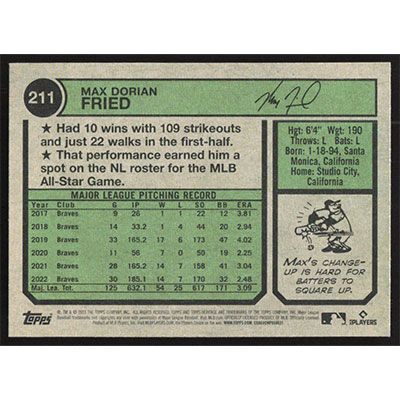 211
MAX DORIAN
FRIED
Max Fried
★ Had 10 wins with 109 strikeouts
and just 22 walks in the first-half.
★ That performance earned him
a spot on the NL roster for the MLB
All-Star Game.
Hgt: 6'4" Wgt: 190
Throws: L Bats: L
Born: 1-18-94, Santa
Monica, California
Home: Studio City,
California
MAJOR LEAGUE PITCHING RECORD
Year Club G IP W L SO BB ERA
2017 Braves 9 26 1 1 22 12 3.81
2018 Braves 14 33.2 1 4 44 20 2.94
2019 Braves 33 165.2 17 6 173 47 4.02
2020 Braves 11 56 7 0 50 19 2.25
2021 Braves 28 165.2 14 7 158 41 3.04
2022 Braves 30 185.1 14 7 170 32 2.48
Maj. Lea. Tot. 125 632.1 54 25 617 171 3.09
MAX'S CHANGE-
UP IS HARD FOR
BATTERS TO
SQUARE UP.
Topps
PLAYERS